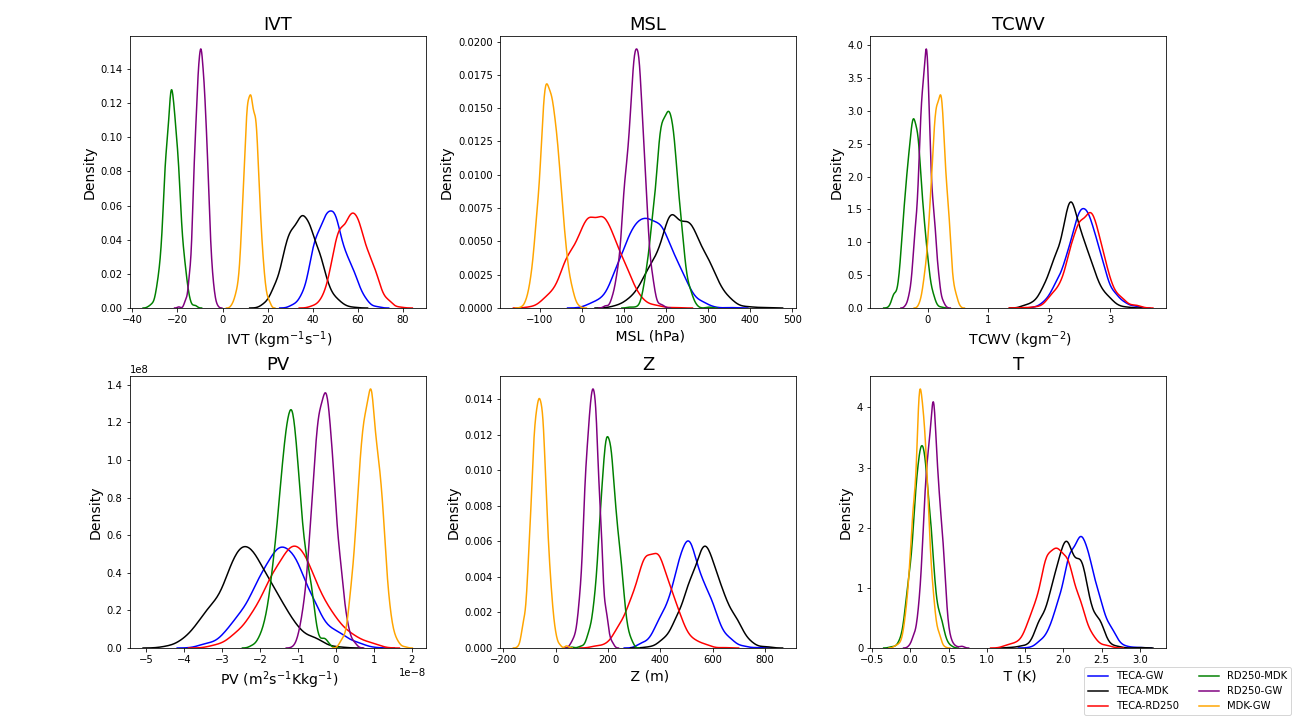 IVT
Density
0.14
0.12
0.10
0.08
0.06
0.04
0.02
0.00
−40 −20 0 20 40 60 80
IVT (kgm⁻¹s⁻¹)
MSL
Density
0.0200
0.0175
0.0150
0.0125
0.0100
0.0075
0.0050
0.0025
0.0000
−100 0 100 200 300 400 500
MSL (hPa)
TCWV
Density
4.0
3.5
3.0
2.5
2.0
1.5
1.0
0.5
0.0
0 1 2 3
TCWV (kgm⁻²)
PV
1e8
Density
1.4
1.2
1.0
0.8
0.6
0.4
0.2
0.0
−5 −4 −3 −2 −1 0 1 2
1e−8
PV (m²s⁻¹Kkg⁻¹)
Z
Density
0.014
0.012
0.010
0.008
0.006
0.004
0.002
0.000
−200 0 200 400 600 800
Z (m)
T
Density
4
3
2
1
0
−0.5 0.0 0.5 1.0 1.5 2.0 2.5 3.0
T (K)
TECA-GW RD250-MDK
TECA-MDK RD250-GW
TECA-RD250 MDK-GW